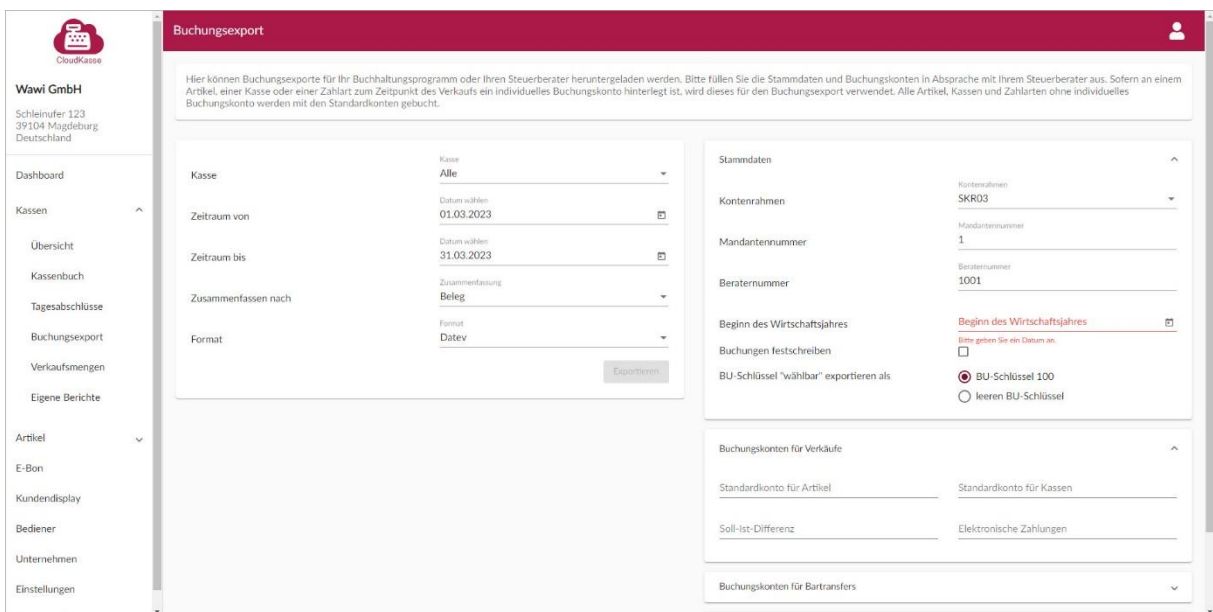 CloudKasse
Wawi GmbH
Schleinufer 123
39104 Magdeburg
Deutschland
Dashboard
Kassen
Übersicht
Kassenbuch
Tagesabschlüsse
Buchungsexport
Verkaufsmengen
Eigene Berichte
Artikel
E-Bon
Kundendisplay
Bediener
Unternehmen
Einstellungen
Buchungsexport
Hier können Buchungsexporte für Ihr Buchhaltungsprogramm oder Ihren Steuerberater heruntergeladen werden. Bitte füllen Sie die Stammdaten und Buchungskonten in Absprache mit Ihrem Steuerberater aus. Sofern an einem
Artikel, einer Kasse oder einer Zahlart zum Zeitpunkt des Verkaufs ein individuelles Buchungskonto hinterlegt ist, wird dieses für den Buchungsexport verwendet. Alle Artikel, Kassen und Zahlarten ohne individuelles
Buchungskonto werden mit den Standardkonten gebucht.
Kasse
Kasse Alle
Datum wählen
Zeitraum von 01.03.2023
Datum wählen
Zeitraum bis 31.03.2023
Zusammenfassung
Zusammenfassen nach Beleg
Format
Format Datev
Exportieren
Stammdaten
Kontenrahmen
Kontenrahmen SKR03
Mandantennummer
Mandantennummer 1
Beraternummer
Beraternummer 1001
Beginn des Wirtschaftsjahres Beginn des Wirtschaftsjahres
Bitte geben Sie ein Datum an.
Buchungen festschreiben
BU-Schlüssel "wählbar" exportieren als BU-Schlüssel 100
leeren BU-Schlüssel
Buchungskonten für Verkäufe
Standardkonto für Artikel Standardkonto für Kassen
Soll-Ist-Differenz Elektronische Zahlungen
Buchungskonten für Bartransfers